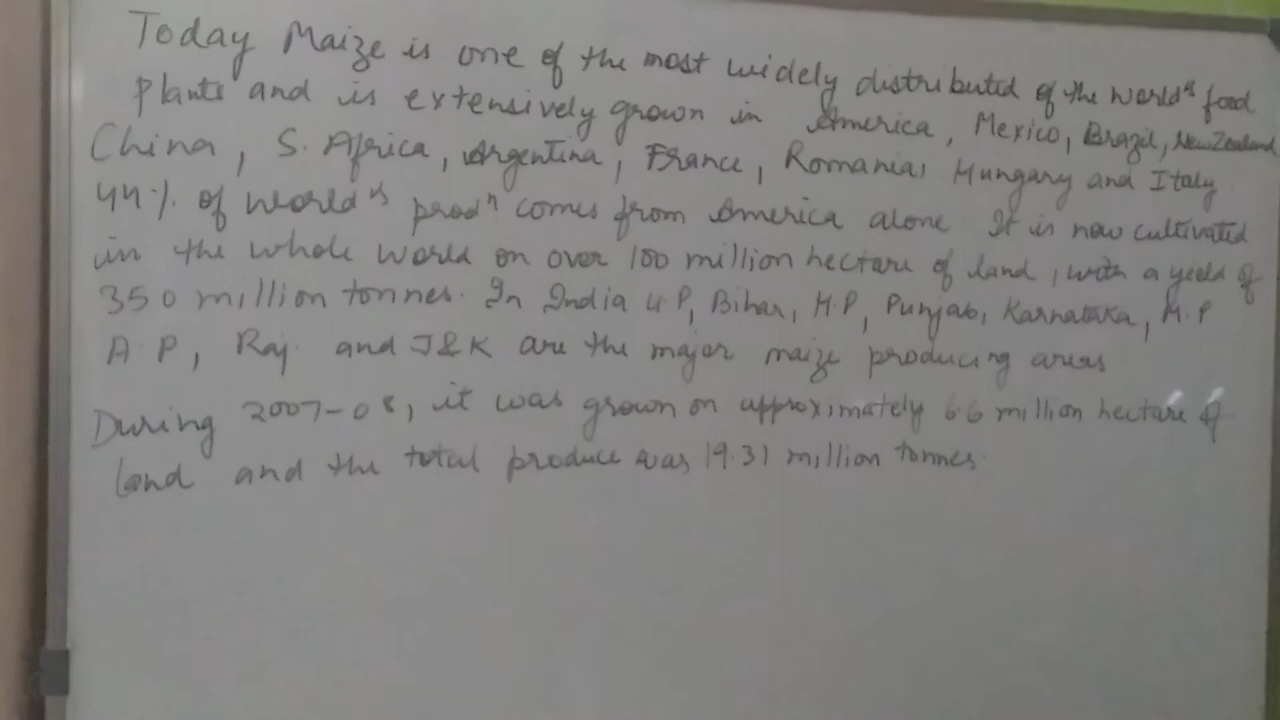 Today Maize is one of the most widely distributed of the world's food
plants and is extensively grown in America, Mexico, Brazil, New Zealand
China, S. Africa, Argentina, France, Romania, Hungary and Italy
44% of world's prodⁿ comes from America alone. It is now cultivated
in the whole world on over 100 million hectare of land, with a yield of
350 million tonnes. In India U.P, Bihar, H.P, Punjab, Karnataka, M.P
A.P, Raj. and J&K are the major maize producing areas
During 2007-08, it was grown on approximately 6.6 million hectare of
land and the total produce was 19.31 million tonnes.